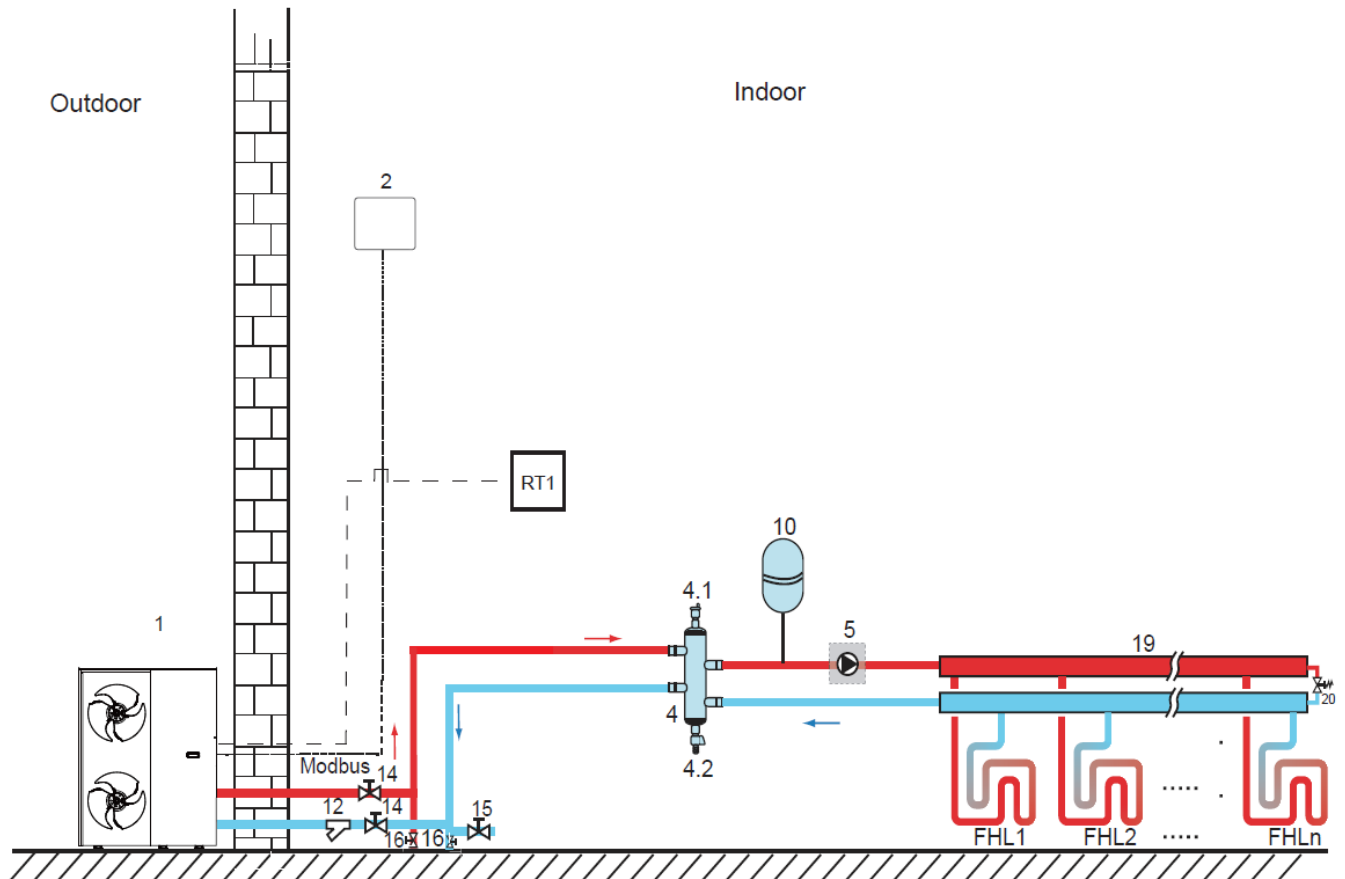 Outdoor
Indoor
2
RT1
10
4.1
1
5
19
4
20
4.2
Modbus
14
12
14
15
16
16
FHL1
FHL2
.....
FHLn
.....